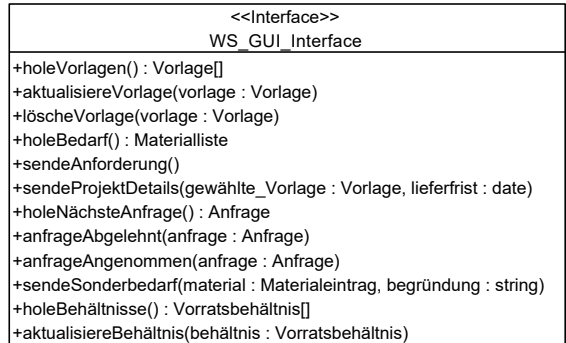 <<Interface>>
WS_GUI_Interface
+holeVorlagen() : Vorlage[]
+aktualisiereVorlage(vorlage : Vorlage)
+löscheVorlage(vorlage : Vorlage)
+holeBedarf() : Materialliste
+sendeAnforderung()
+sendeProjektDetails(gewählte_Vorlage : Vorlage, lieferfrist : date)
+holeNächsteAnfrage() : Anfrage
+anfrageAbgelehnt(anfrage : Anfrage)
+anfrageAngenommen(anfrage : Anfrage)
+sendeSonderbedarf(material : Materialeintrag, begründung : string)
+holeBehältnisse() : Vorratsbehältnis[]
+aktualisiereBehältnis(behältnis : Vorratsbehältnis)